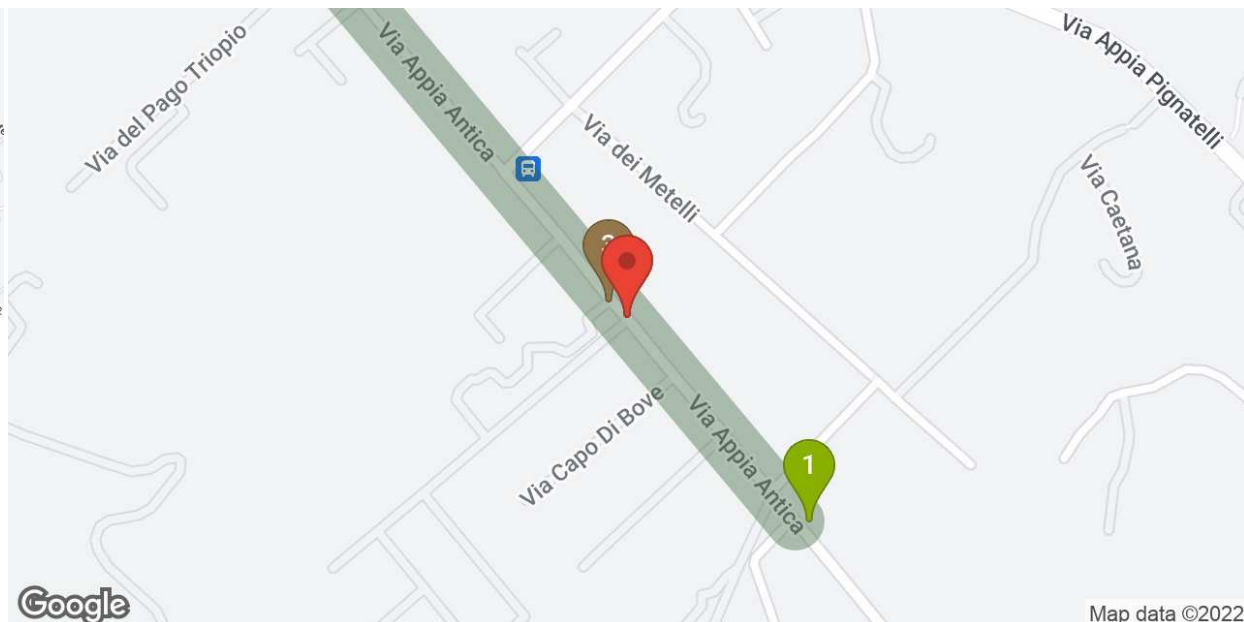 Via Appia Pignatelli
Via del Pago Triopio
Via Appia Antica
Via dei Metelli
Via Caetana
Via Capo Di Bove
Via Appia Antica
1
Google
Map data ©2022